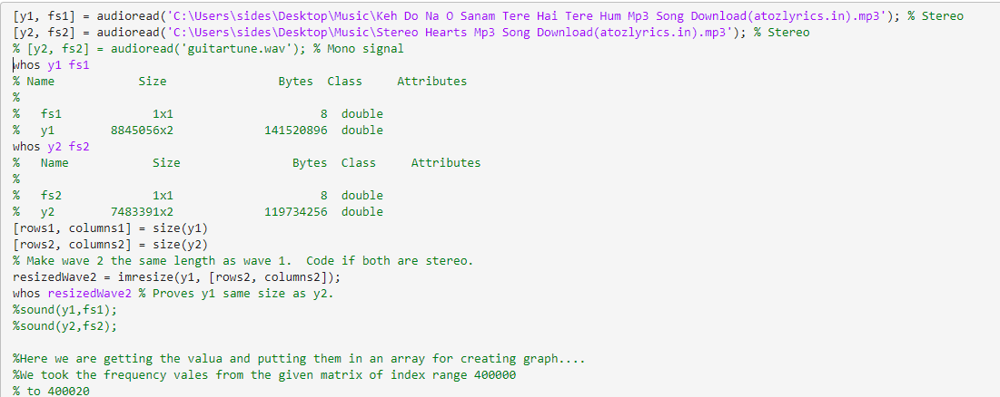 [y1, fs1] = audioread('C:\Users\sides\Desktop\Music\Keh Do Na O Sanam Tere Hai Tere Hum Mp3 Song Download(atozlyrics.in).mp3'); % Stereo
[y2, fs2] = audioread('C:\Users\sides\Desktop\Music\Stereo Hearts Mp3 Song Download(atozlyrics.in).mp3'); % Stereo
% [y2, fs2] = audioread('guitartune.wav'); % Mono signal
whos y1 fs1
% Name Size Bytes Class Attributes
%
% fs1 1x1 8 double
% y1 8845056x2 141520896 double
whos y2 fs2
% Name Size Bytes Class Attributes
%
% fs2 1x1 8 double
% y2 7483391x2 119734256 double
[rows1, columns1] = size(y1)
[rows2, columns2] = size(y2)
% Make wave 2 the same length as wave 1. Code if both are stereo.
resizedWave2 = imresize(y1, [rows2, columns2]);
whos resizedWave2 % Proves y1 same size as y2.
%sound(y1,fs1);
%sound(y2,fs2);
%Here we are getting the valua and putting them in an array for creating graph....
%We took the frequency vales from the given matrix of index range 400000
% to 400020